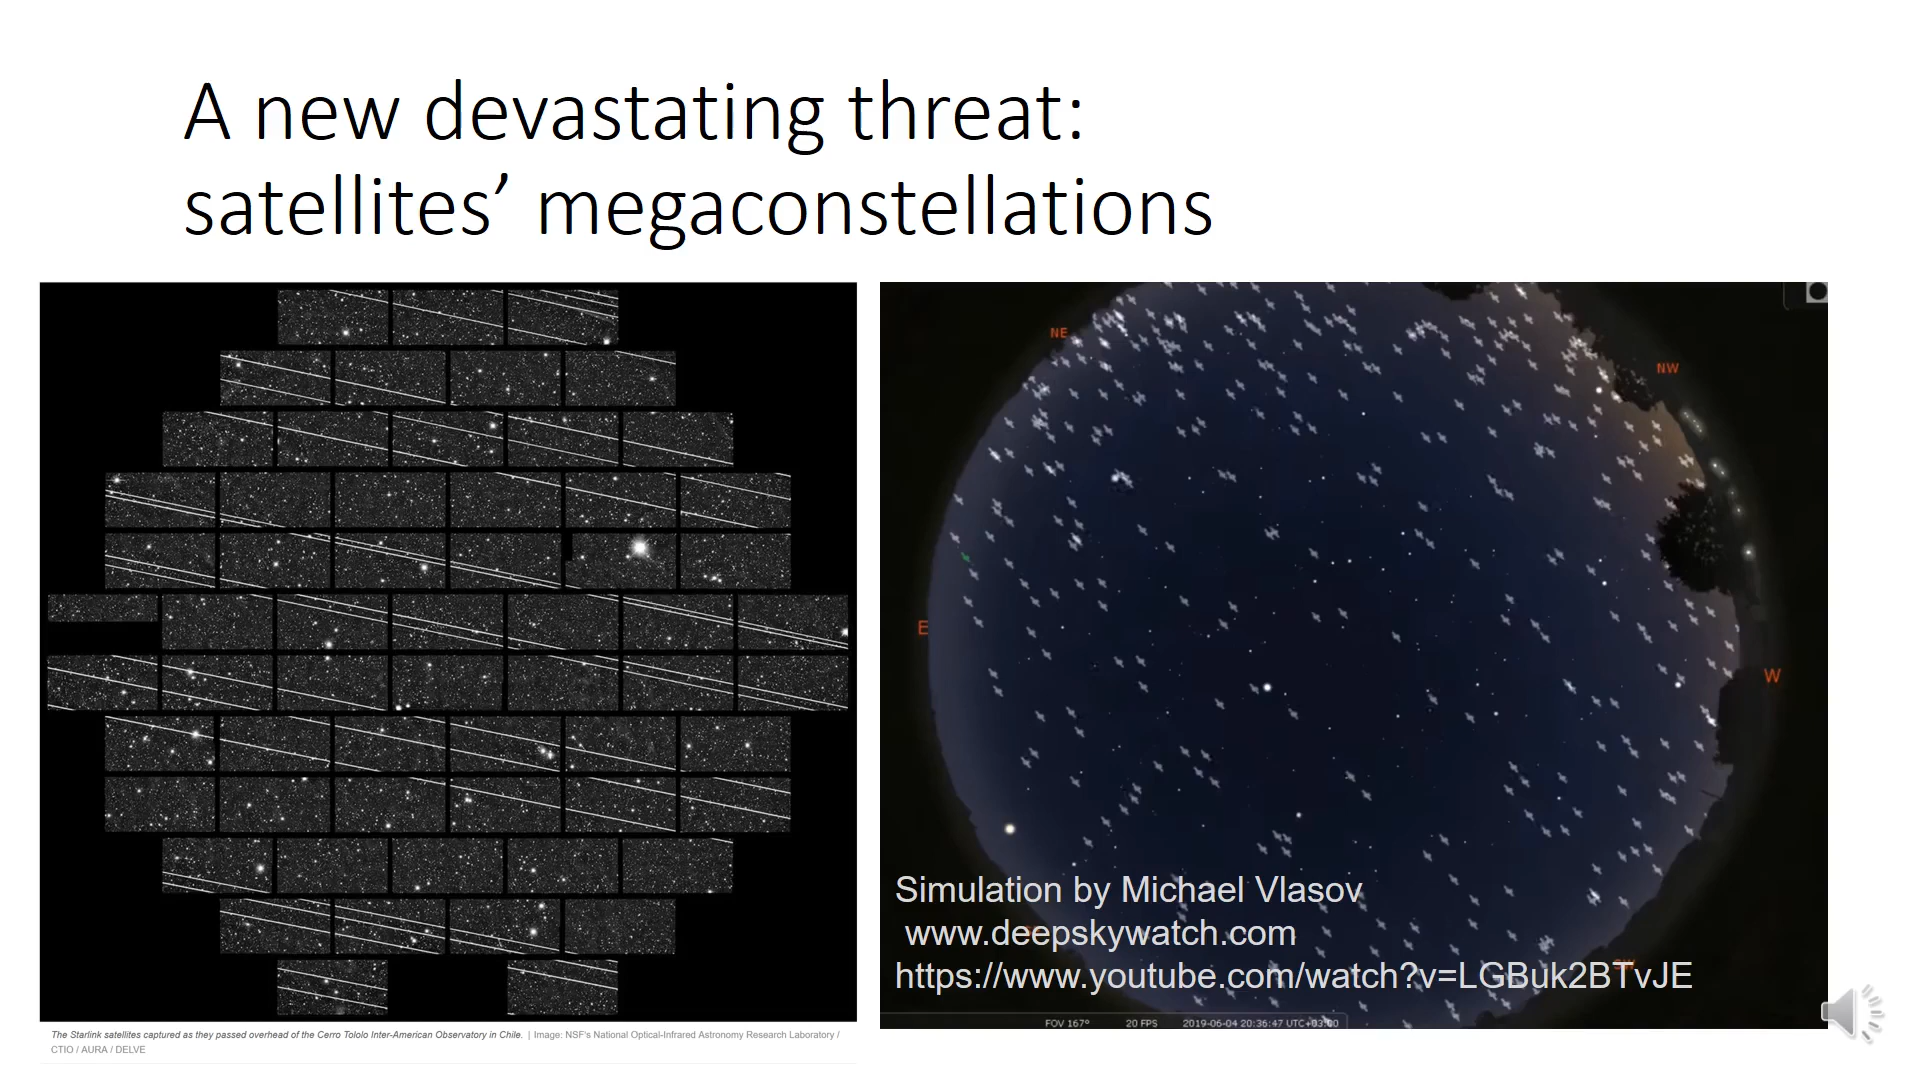 A new devastating threat:
satellites’ megaconstellations
NE
NW
E
W
Simulation by Michael Vlasov
www.deepskywatch.com
https://www.youtube.com/watch?v=LGBuk2BTvJE
SW
FOV 167° 20 FPS 2019-06-04 20:36:47 UTC+03:00
The Starlink satellites captured as they passed overhead of the Cerro Tololo Inter-American Observatory in Chile. | Image: NSF's National Optical-Infrared Astronomy Research Laboratory /
CTIO / AURA / DELVE